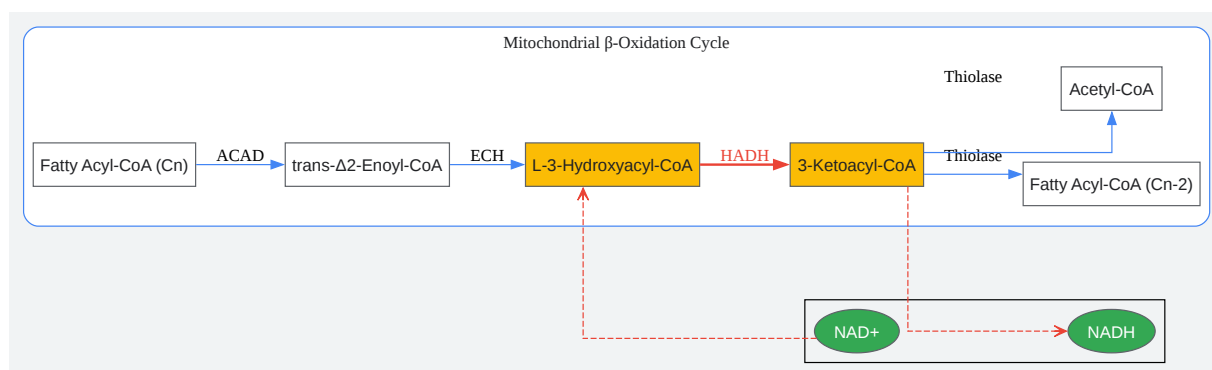 Mitochondrial β-Oxidation Cycle
Thiolase
Acetyl-CoA
Fatty Acyl-CoA (Cn)
ACAD
trans-Δ2-Enoyl-CoA
ECH
L-3-Hydroxyacyl-CoA
HADH
3-Ketoacyl-CoA
Thiolase
Fatty Acyl-CoA (Cn-2)
NAD+
NADH